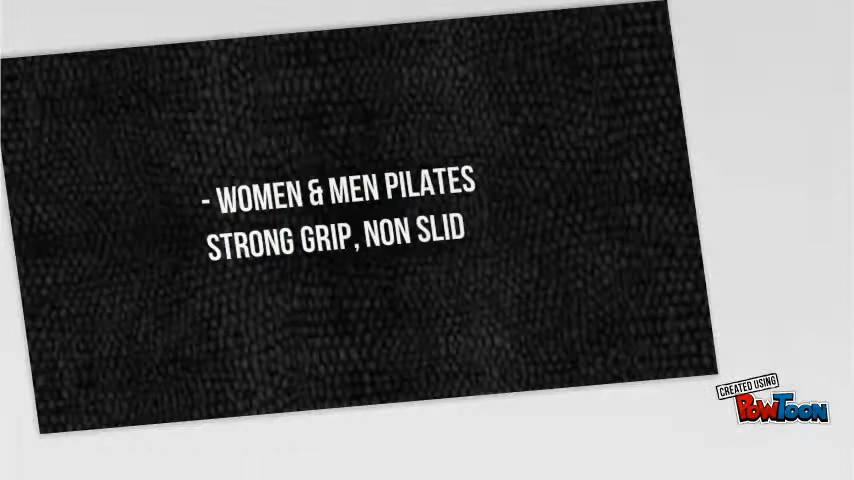 - WOMEN & MEN PILATES
STRONG GRIP, NON SLID
CREATED USING
POWTOON